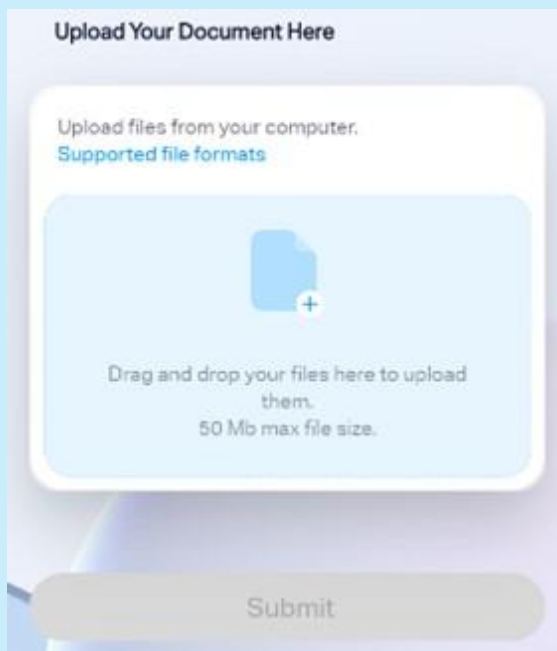 Upload Your Document Here
Upload files from your computer.
Supported file formats
Drag and drop your files here to upload
them.
50 Mb max file size.
Submit